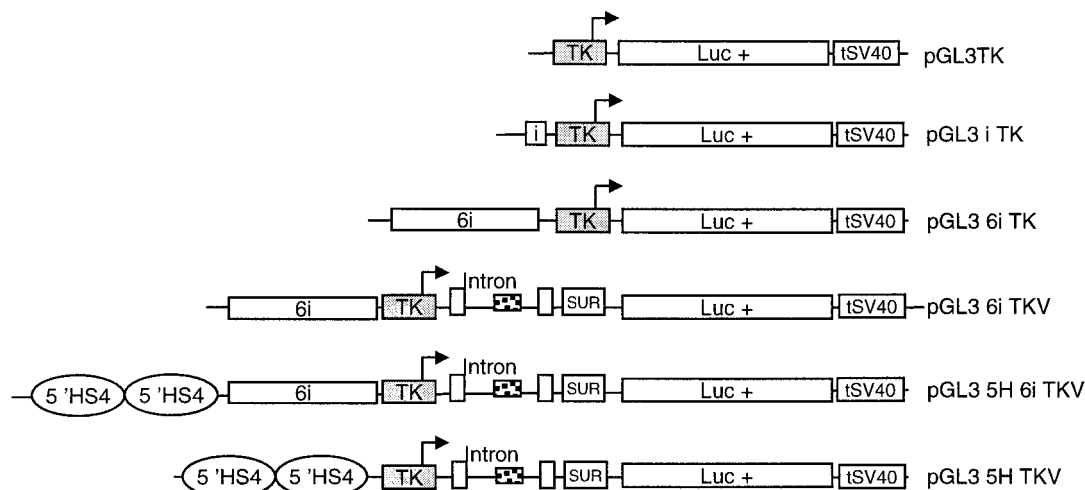 TK Luc + tSV40 pGL3TK
i TK Luc + tSV40 pGL3 i TK
6i TK Luc + tSV40 pGL3 6i TK
Intron
6i TK SUR Luc + tSV40 pGL3 6i TKV
Intron
5 'HS4 5 'HS4 6i TK SUR Luc + tSV40 pGL3 5H 6i TKV
Intron
5 'HS4 5 'HS4 TK SUR Luc + tSV40 pGL3 5H TKV